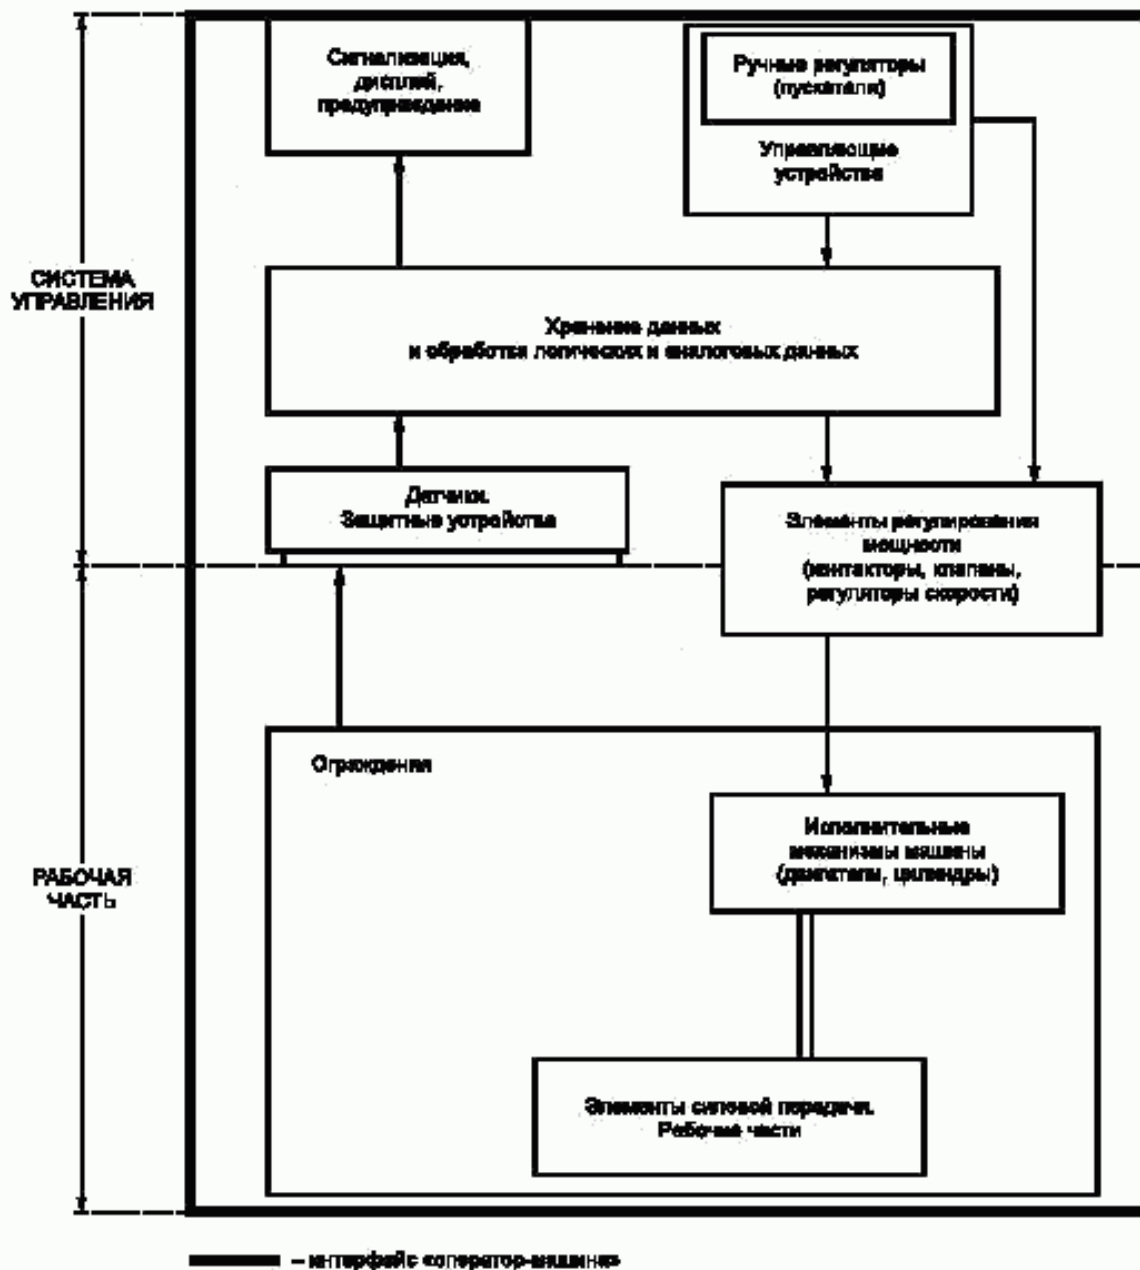 Сигнализация,
дисплей,
предупреждение
Ручные регуляторы
(пускатели)
Управляющие
устройства
СИСТЕМА
УПРАВЛЕНИЯ
Хранение данных
и обработка логических и аналоговых данных
Датчики.
Защитные устройства
Элементы регулирования
мощности
(контакторы, клапаны,
регуляторы скорости)
Ограждения
Исполнительные
механизмы машины
(двигатели, цилиндры)
РАБОЧАЯ
ЧАСТЬ
Элементы силовой передачи.
Рабочие части
– интерфейс «оператор-машина»